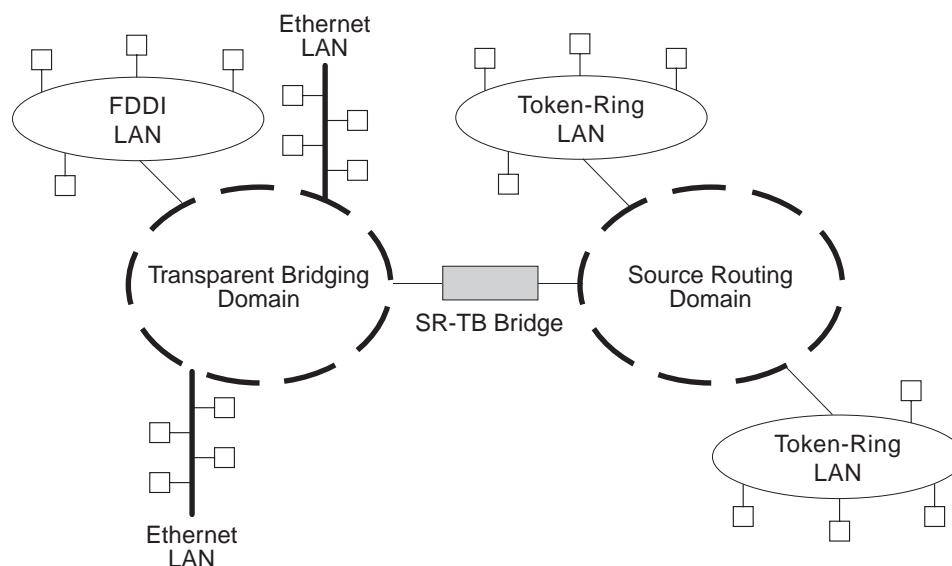 Ethernet
LAN
FDDI
LAN
Token-Ring
LAN
Transparent Bridging
Domain
SR-TB Bridge
Source Routing
Domain
Token-Ring
LAN
Ethernet
LAN